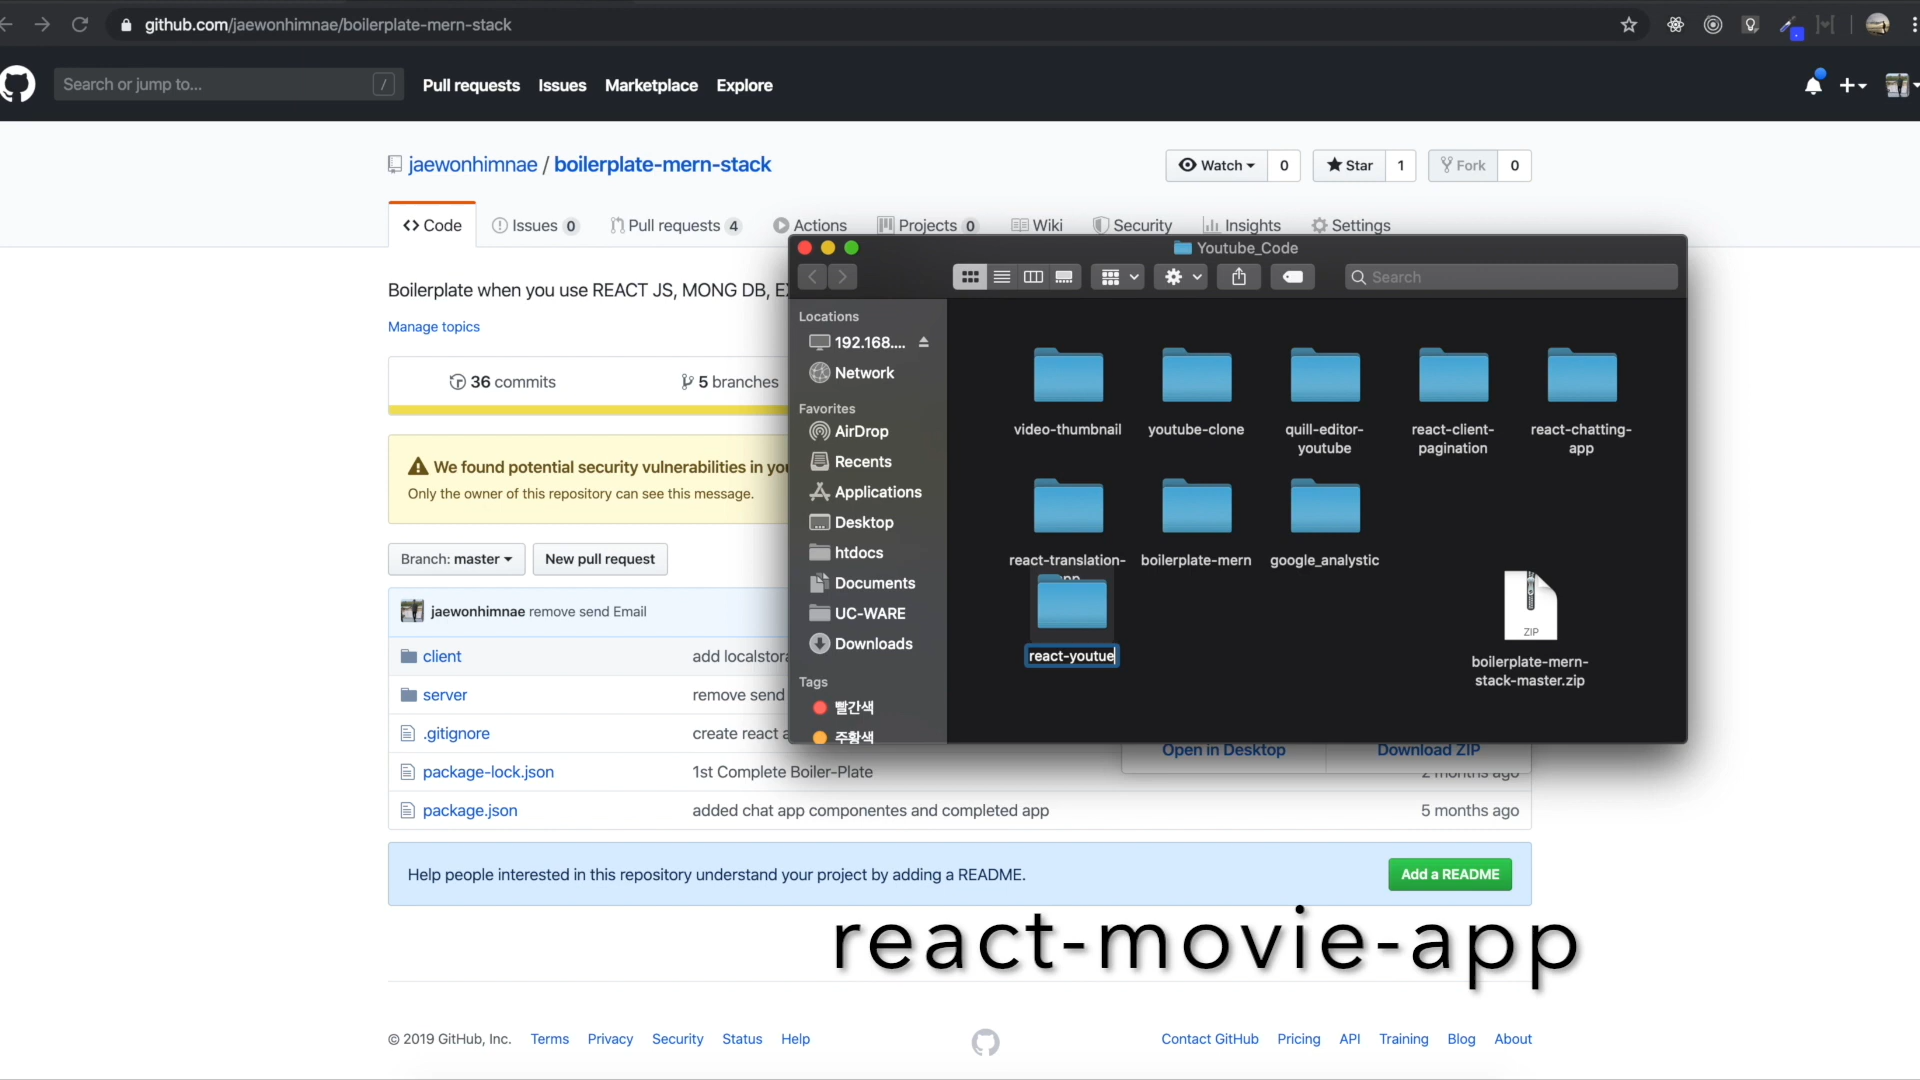 github.com/jaewonhimnae/boilerplate-mern-stack
Search or jump to... /
Pull requests Issues Marketplace Explore
jaewonhimnae / boilerplate-mern-stack
Watch 0 Star 1 Fork 0
Code Issues 0 Pull requests 4 Actions Projects 0 Wiki Security Insights Settings
Boilerplate when you use REACT JS, MONG DB, E
Manage topics
36 commits 5 branches
We found potential security vulnerabilities in you
Only the owner of this repository can see this message.
Branch: master New pull request
jaewonhimnae remove send Email
client add localstora
server remove send
.gitignore create react a
package-lock.json 1st Complete Boiler-Plate 2 months ago
package.json added chat app componentes and completed app 5 months ago
Help people interested in this repository understand your project by adding a README. Add a README
Youtube_Code
Search
Locations
192.168....
Network
Favorites
AirDrop
Recents
Applications
Desktop
htdocs
Documents
UC-WARE
Downloads
Tags
빨간색
주황색
video-thumbnail
youtube-clone
quill-editor-
youtube
react-client-
pagination
react-chatting-
app
react-translation-
boilerplate-mern
google_analystic
react-youtue
ZIP
boilerplate-mern-
stack-master.zip
Open in Desktop Download ZIP
react-movie-app
© 2019 GitHub, Inc. Terms Privacy Security Status Help
Contact GitHub Pricing API Training Blog About